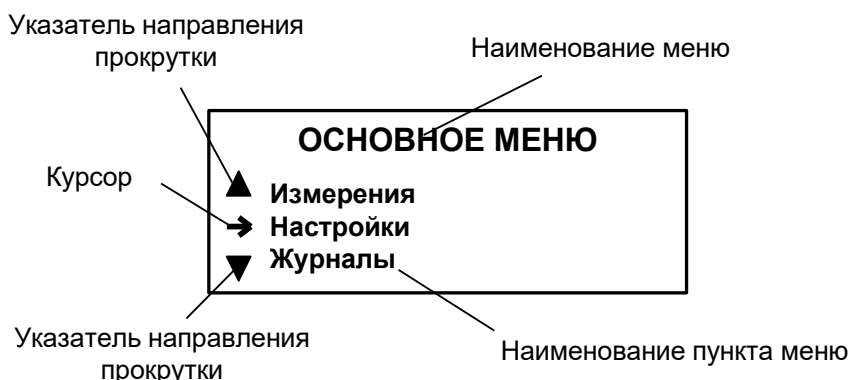 Указатель направления
прокрутки
Наименование меню
ОСНОВНОЕ МЕНЮ
Курсор
Измерения
Настройки
Журналы
Указатель направления
прокрутки
Наименование пункта меню